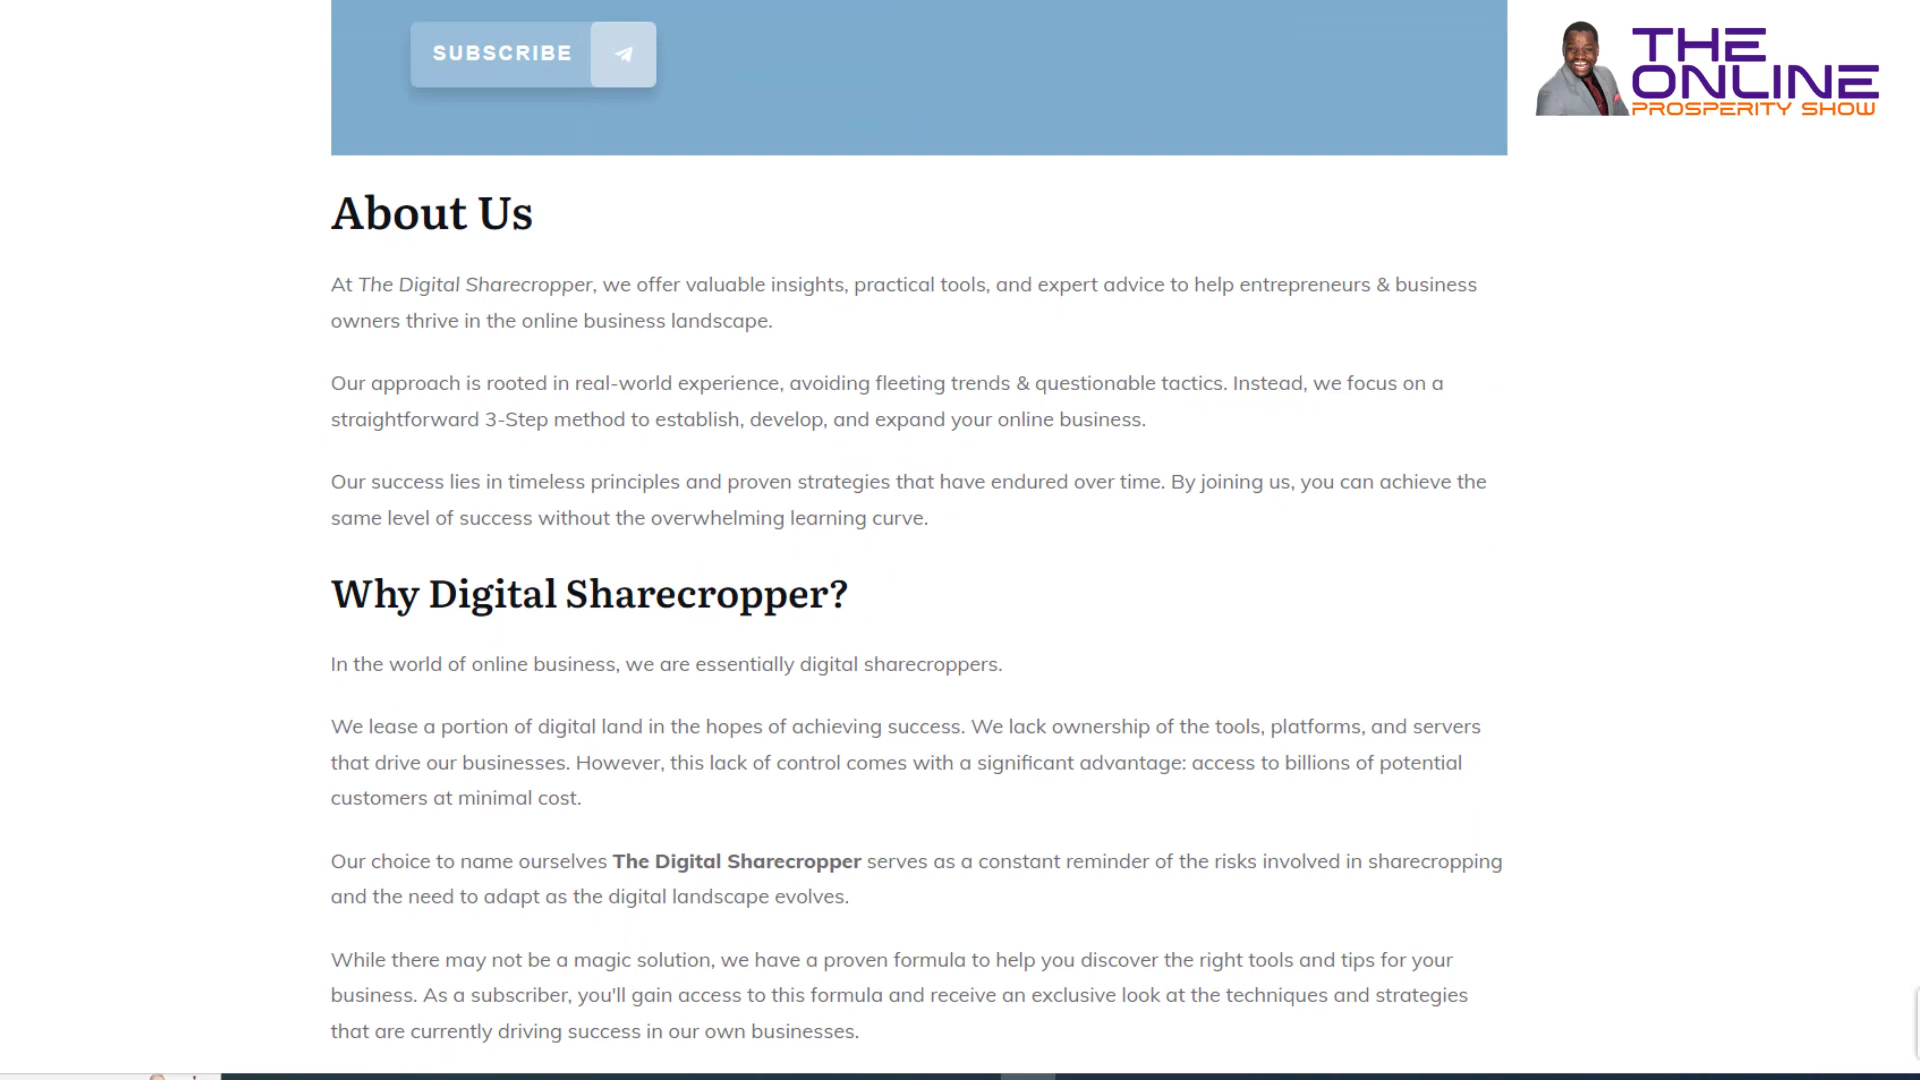 SUBSCRIBE
THE
ONLINE
PROSPERITY SHOW
About Us
At The Digital Sharecropper, we offer valuable insights, practical tools, and expert advice to help entrepreneurs & business
owners thrive in the online business landscape.
Our approach is rooted in real-world experience, avoiding fleeting trends & questionable tactics. Instead, we focus on a
straightforward 3-Step method to establish, develop, and expand your online business.
Our success lies in timeless principles and proven strategies that have endured over time. By joining us, you can achieve the
same level of success without the overwhelming learning curve.
Why Digital Sharecropper?
In the world of online business, we are essentially digital sharecroppers.
We lease a portion of digital land in the hopes of achieving success. We lack ownership of the tools, platforms, and servers
that drive our businesses. However, this lack of control comes with a significant advantage: access to billions of potential
customers at minimal cost.
Our choice to name ourselves The Digital Sharecropper serves as a constant reminder of the risks involved in sharecropping
and the need to adapt as the digital landscape evolves.
While there may not be a magic solution, we have a proven formula to help you discover the right tools and tips for your
business. As a subscriber, you'll gain access to this formula and receive an exclusive look at the techniques and strategies
that are currently driving success in our own businesses.